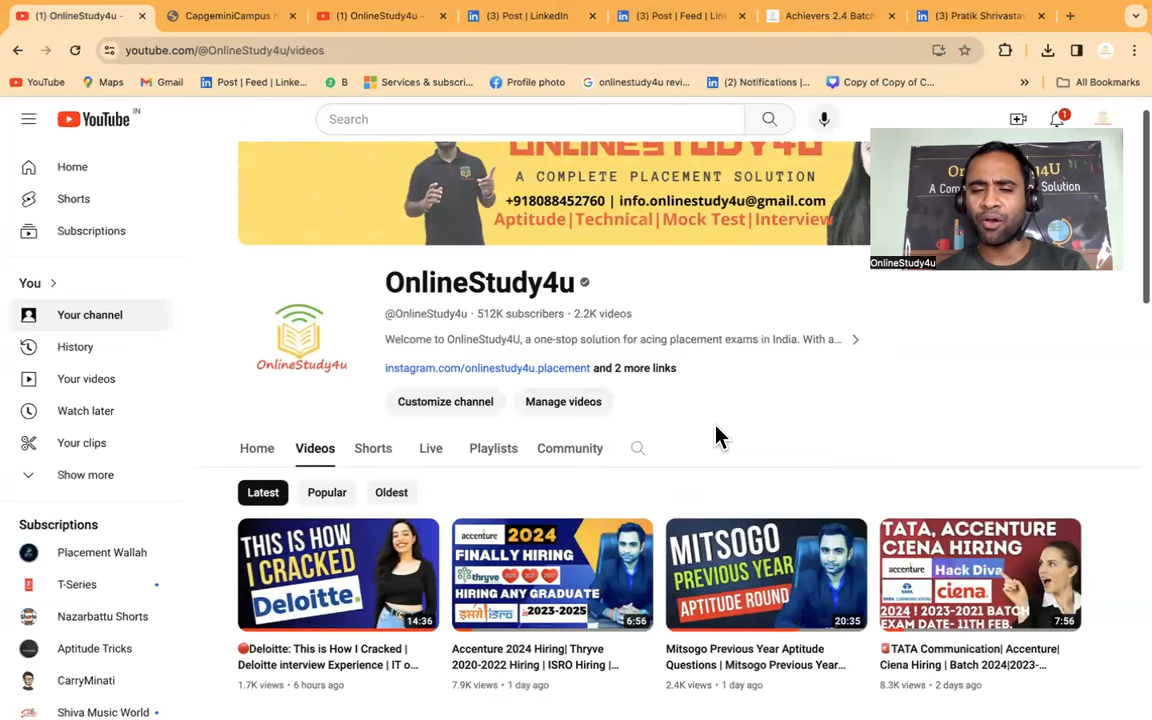 (1) OnlineStudy4u -
CapgeminiCampus
(1) OnlineStudy4u -
(3) Post | LinkedIn
(3) Post | Feed | Lin
Achievers 2.4 Batch
(3) Pratik Shrivasta
youtube.com/@OnlineStudy4u/videos
YouTube
Maps
Gmail
Post | Feed | Linke...
B
Services & subscri...
Profile photo
onlinestudy4u revi...
(2) Notifications |...
Copy of Copy of C...
All Bookmarks
YouTube IN
Search
1
Home
Shorts
Subscriptions
You
Your channel
History
Your videos
Watch later
Your clips
Show more
Subscriptions
Placement Wallah
T-Series
Nazarbattu Shorts
Aptitude Tricks
CarryMinati
Shiva Music World
ONLINESTUDY4U
A COMPLETE PLACEMENT SOLUTION
+918088452760 | info.onlinestudy4u@gmail.com
Aptitude|Technical|Mock Test|Interview
OnlineStudy4u
OnlineStudy4u
OnlineStudy4u
@OnlineStudy4u · 512K subscribers · 2.2K videos
Welcome to OnlineStudy4U, a one-stop solution for acing placement exams in India. With a...
instagram.com/onlinestudy4u.placement and 2 more links
Customize channel
Manage videos
Home
Videos
Shorts
Live
Playlists
Community
Latest
Popular
Oldest
THIS IS HOW
I CRACKED
Deloitte.
14:36
🔴Deloitte: This is How I Cracked |
Deloitte interview Experience | IT o...
1.7K views · 6 hours ago
accenture 2024
FINALLY HIRING
thryve
HIRING ANY GRADUATE
इसरो isro 2023-2025
6:56
Accenture 2024 Hiring| Thryve
2020-2022 Hiring | ISRO Hiring |...
7.9K views · 1 day ago
MITSOGO
PREVIOUS YEAR
APTITUDE ROUND
20:35
Mitsogo Previous Year Aptitude
Questions | Mitsogo Previous Year...
2.4K views · 1 day ago
TATA, ACCENTURE
CIENA HIRING
accenture Hack Diva
TATA ciena.
2024 ! 2023-2021 BATCH
EXAM DATE- 11TH FEB.
7:56
🚨TATA Communication| Accenture|
Ciena Hiring | Batch 2024|2023-...
8.3K views · 2 days ago